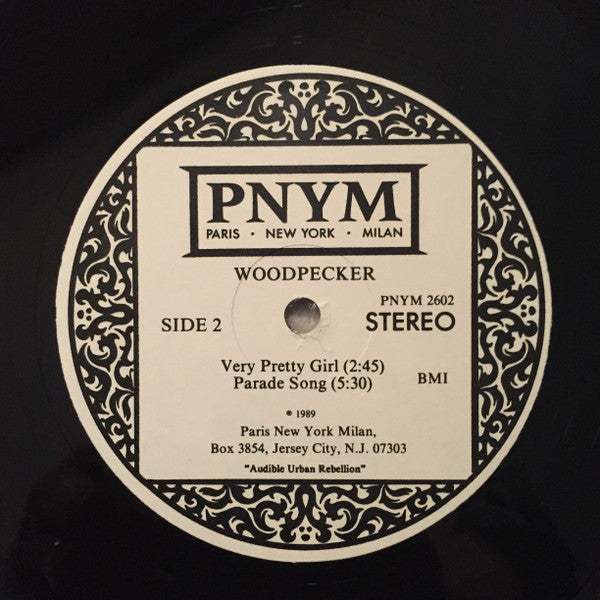 PNYM
PARIS · NEW YORK · MILAN
WOODPECKER
PNYM 2602
SIDE 2
STEREO
Very Pretty Girl (2:45)
Parade Song (5:30)
BMI
℗ 1989
Paris New York Milan,
Box 3854, Jersey City, N.J. 07303
“Audible Urban Rebellion”